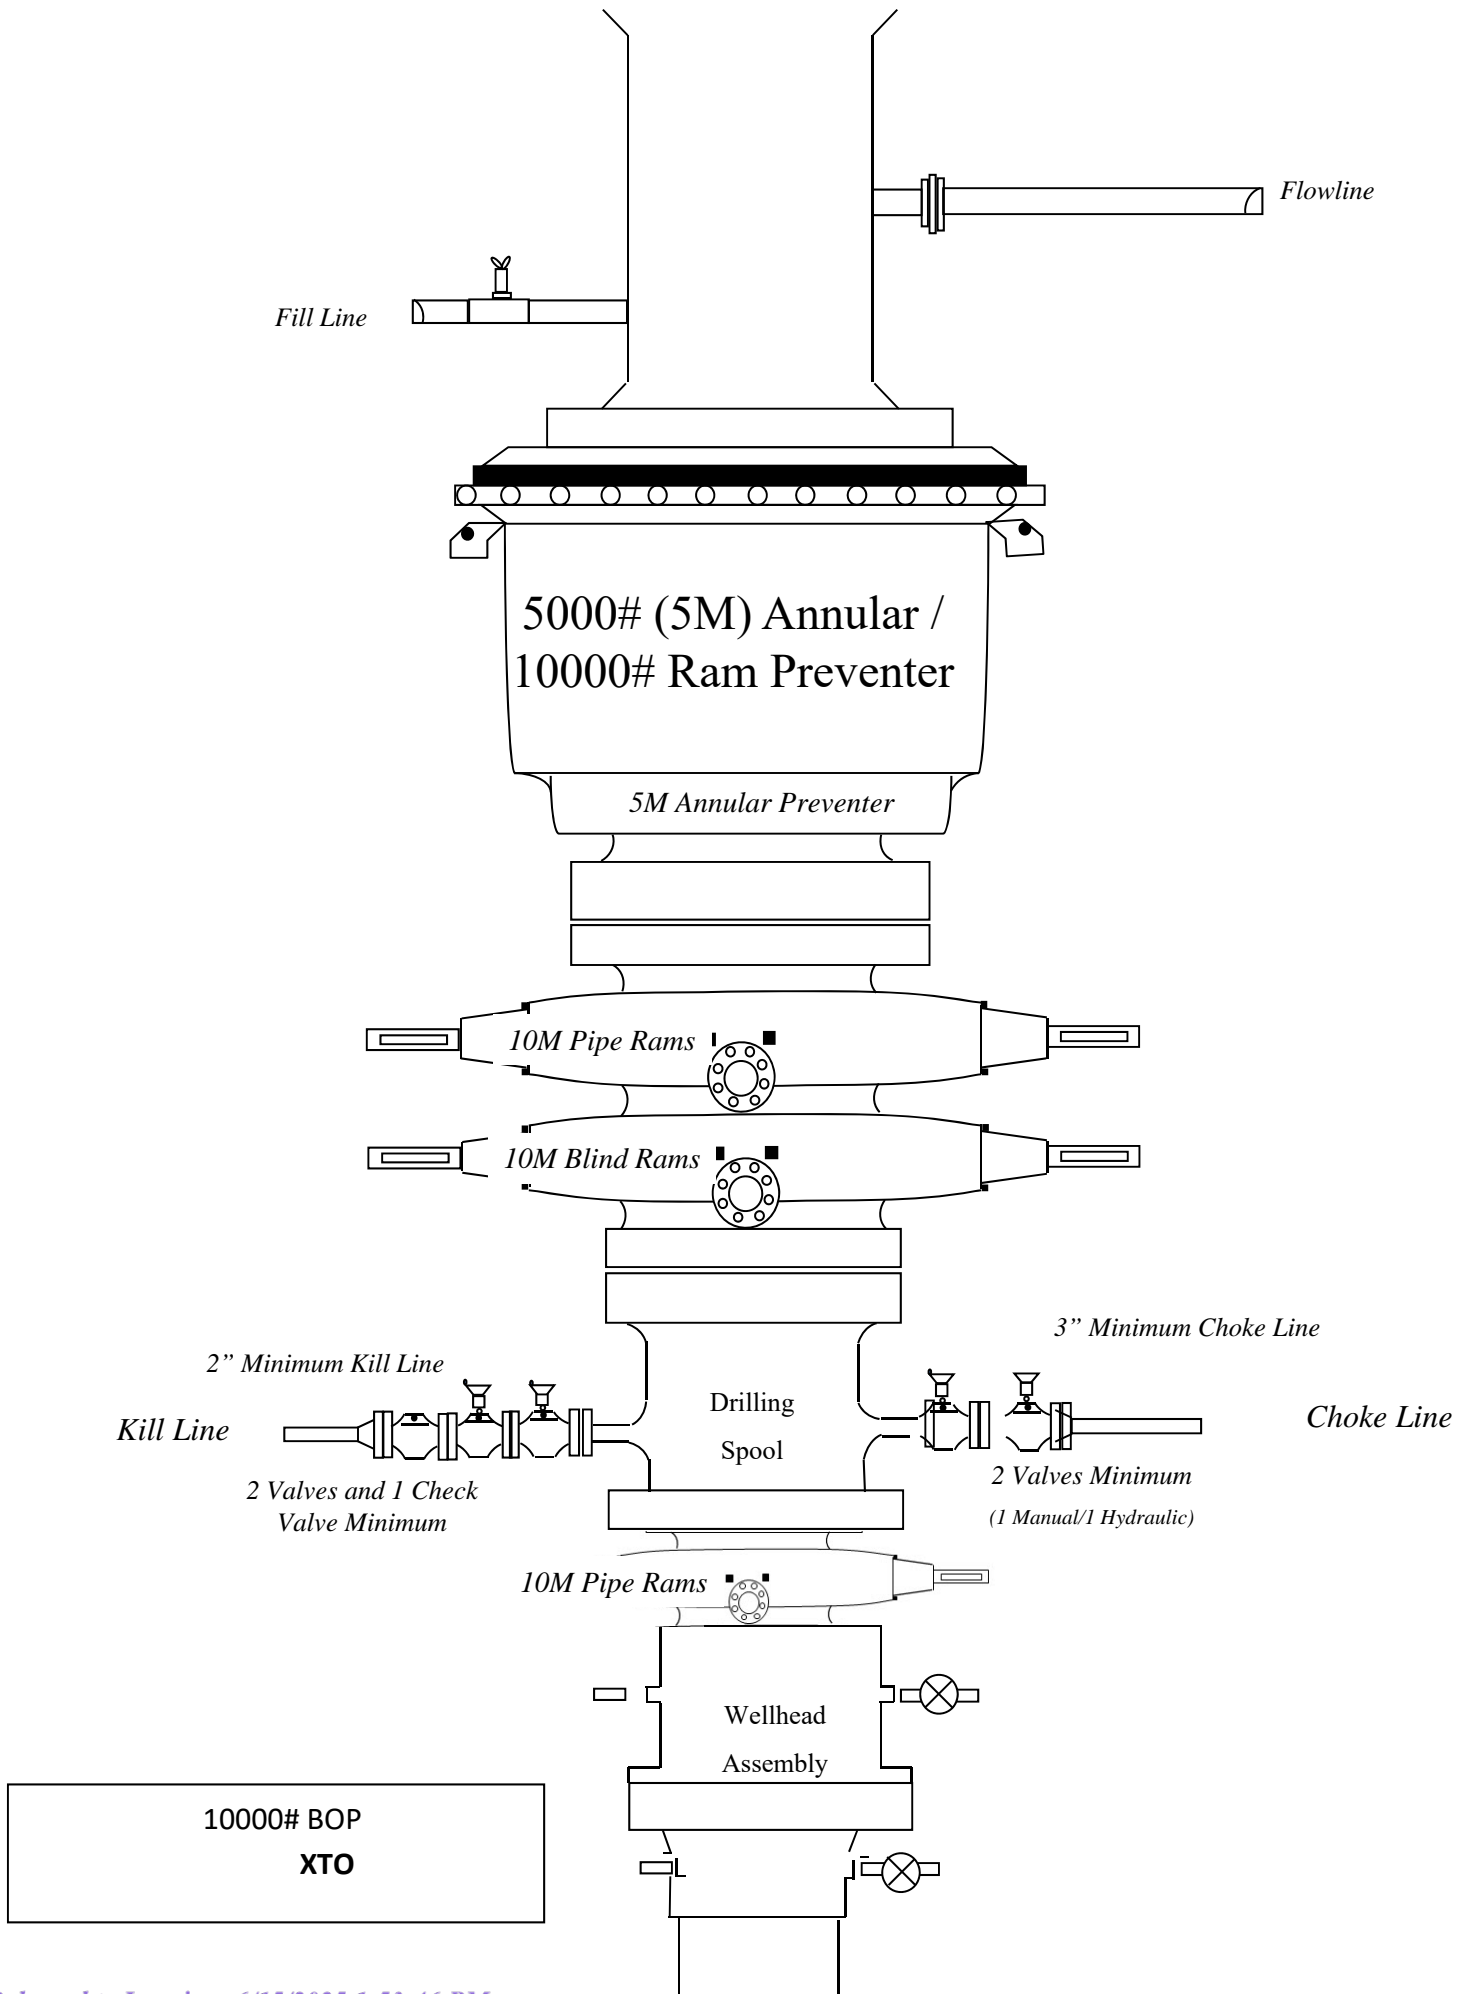 Flowline
Fill Line
5000# (5M) Annular /
10000# Ram Preventer
5M Annular Preventer
10M Pipe Rams
10M Blind Rams
3” Minimum Choke Line
2” Minimum Kill Line
Drilling
Spool
Kill Line
Choke Line
2 Valves and 1 Check
Valve Minimum
2 Valves Minimum
(1 Manual/1 Hydraulic)
10M Pipe Rams
Wellhead
Assembly
10000# BOP
XTO